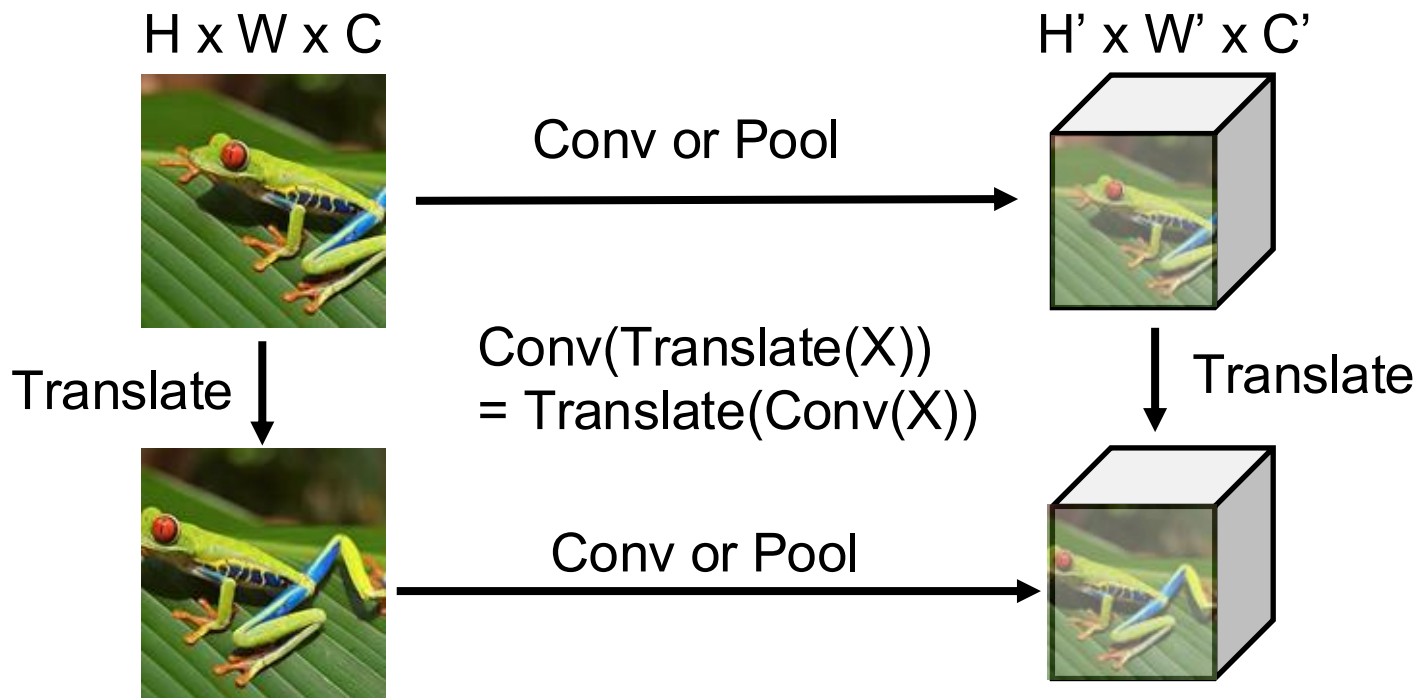 H x W x C
H’ x W’ x C’
Conv or Pool
Conv(Translate(X))
= Translate(Conv(X))
Translate
Translate
Conv or Pool